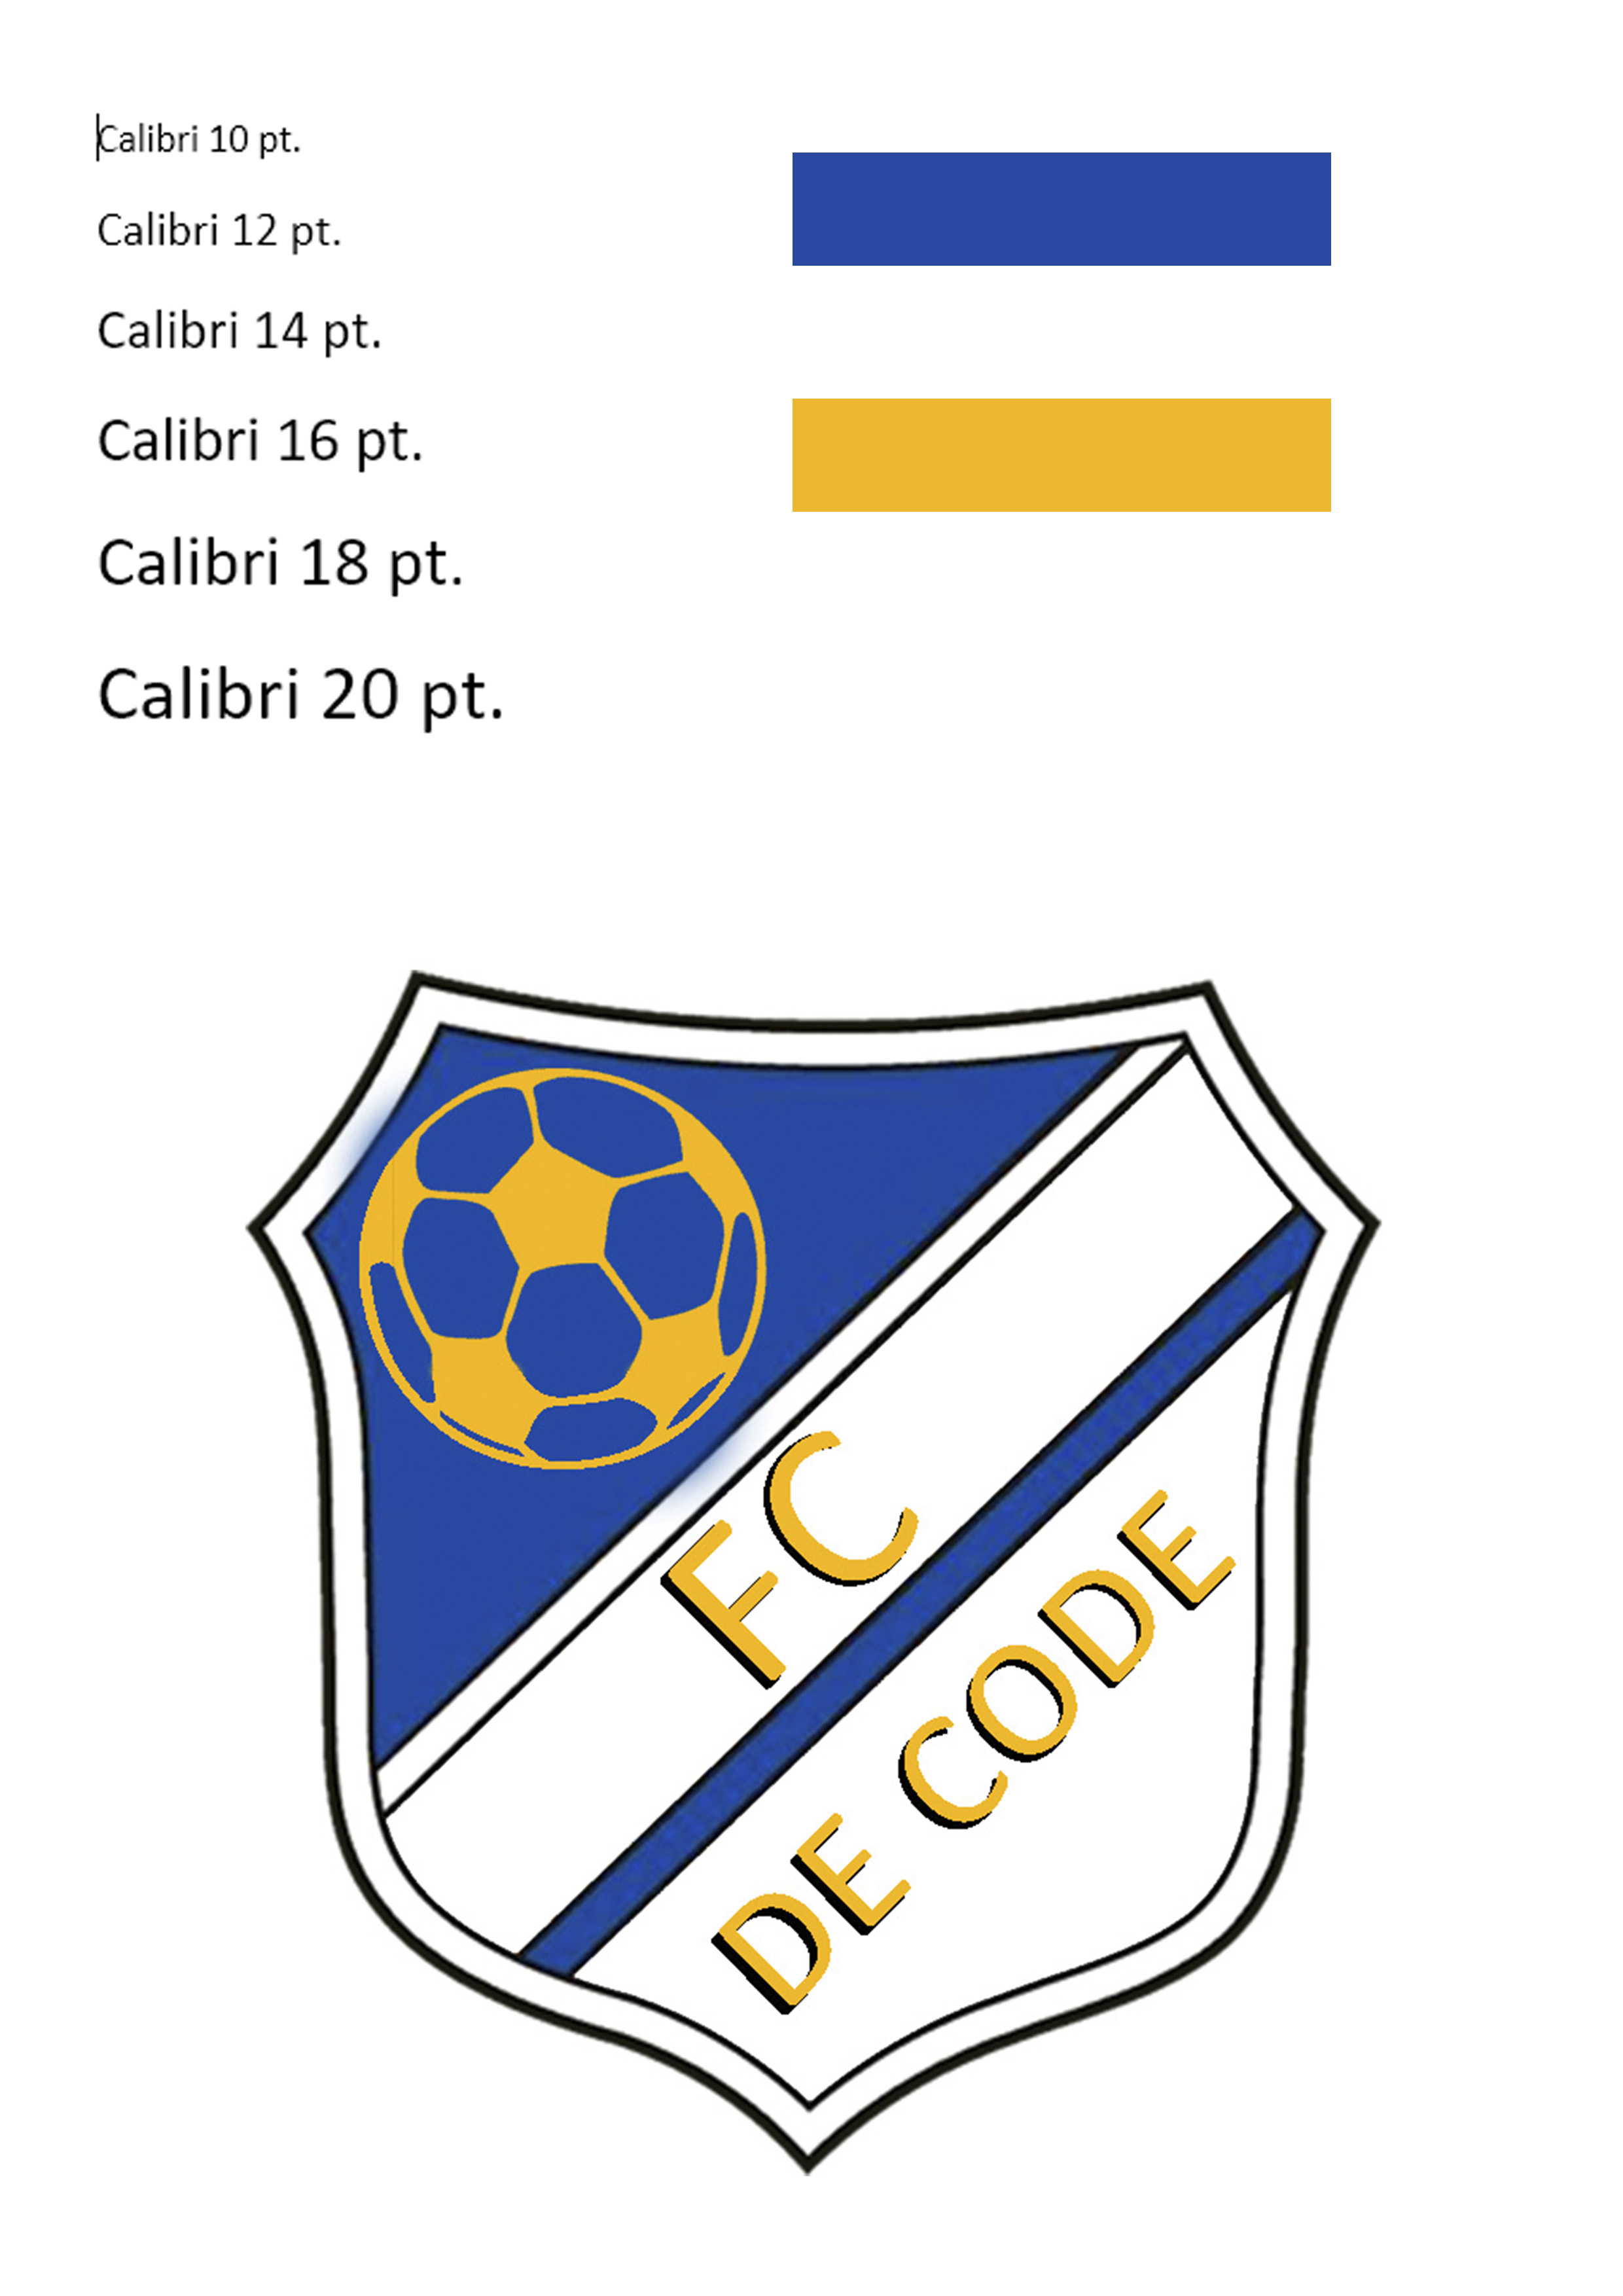 Calibri 10 pt.
Calibri 12 pt.
Calibri 14 pt.
Calibri 16 pt.
Calibri 18 pt.
Calibri 20 pt.
FC
DE CODE